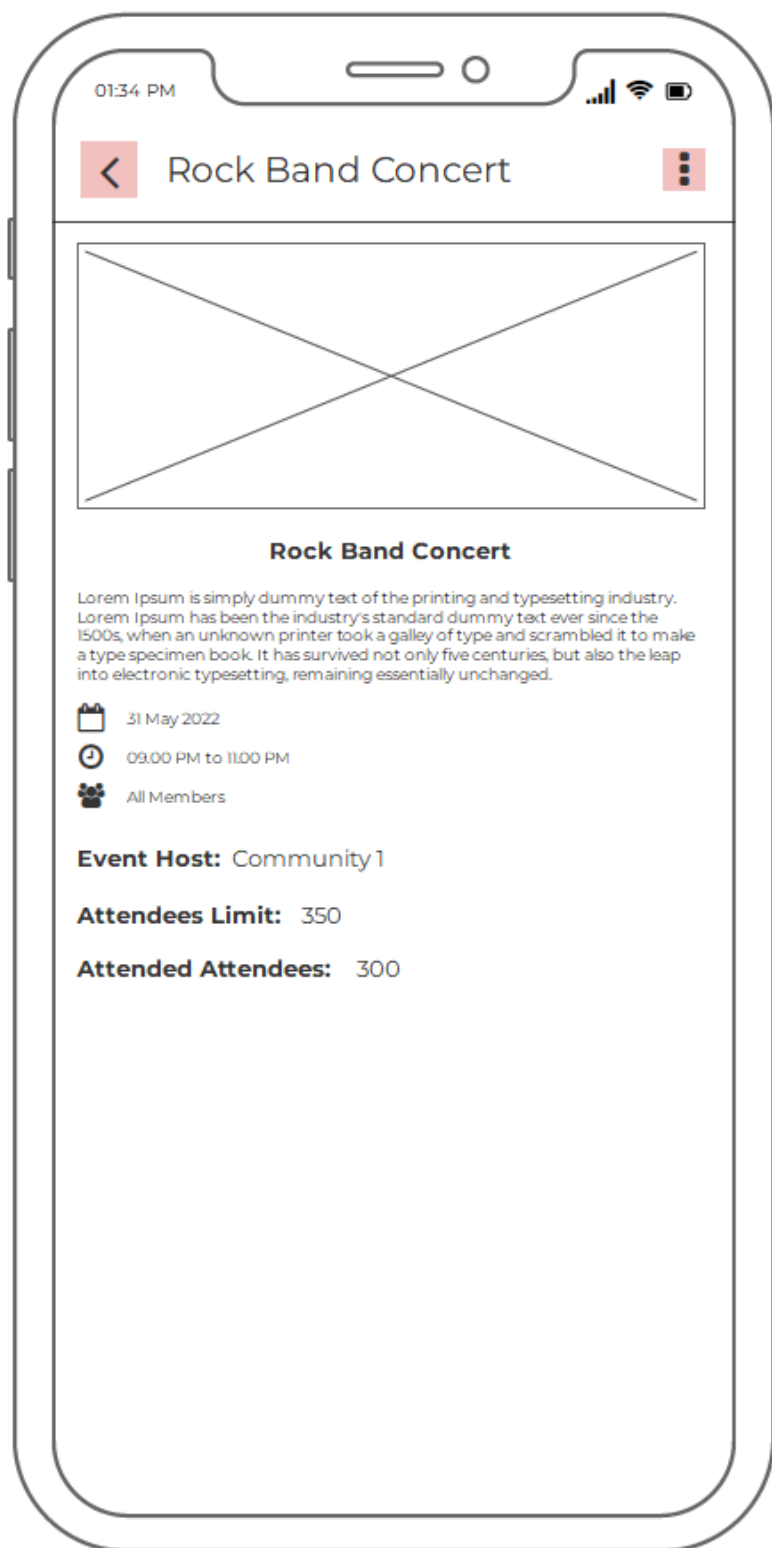 01:34 PM
Rock Band Concert
Rock Band Concert
Lorem Ipsum is simply dummy text of the printing and typesetting industry.
Lorem Ipsum has been the industry's standard dummy text ever since the
1500s, when an unknown printer took a galley of type and scrambled it to make
a type specimen book. It has survived not only five centuries, but also the leap
into electronic typesetting, remaining essentially unchanged.
31 May 2022
09.00 PM to 11.00 PM
All Members
Event Host: Community 1
Attendees Limit: 350
Attended Attendees: 300